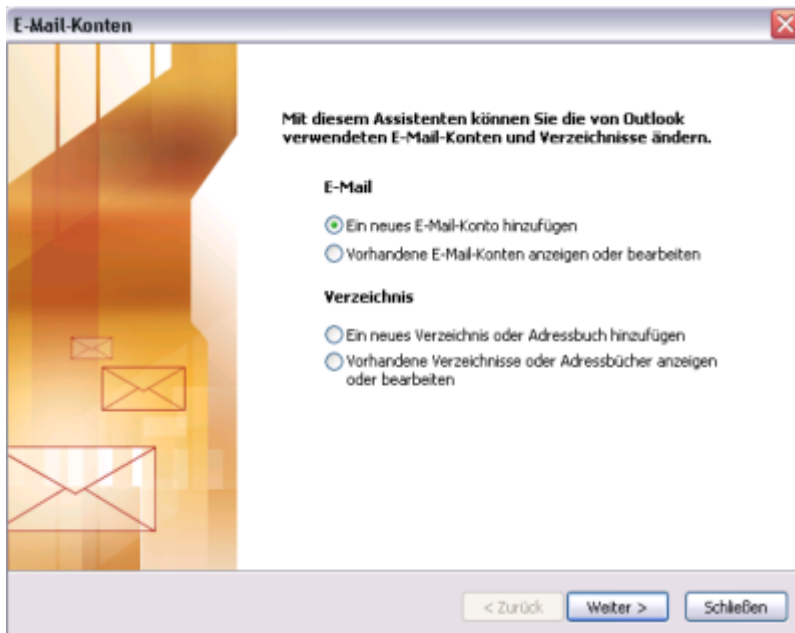 E-Mail-Konten
Mit diesem Assistenten können Sie die von Outlook
verwendeten E-Mail-Konten und Verzeichnisse ändern.
E-Mail
Ein neues E-Mail-Konto hinzufügen
Vorhandene E-Mail-Konten anzeigen oder bearbeiten
Verzeichnis
Ein neues Verzeichnis oder Adressbuch hinzufügen
Vorhandene Verzeichnisse oder Adressbücher anzeigen
oder bearbeiten
< Zurück
Weiter >
Schließen